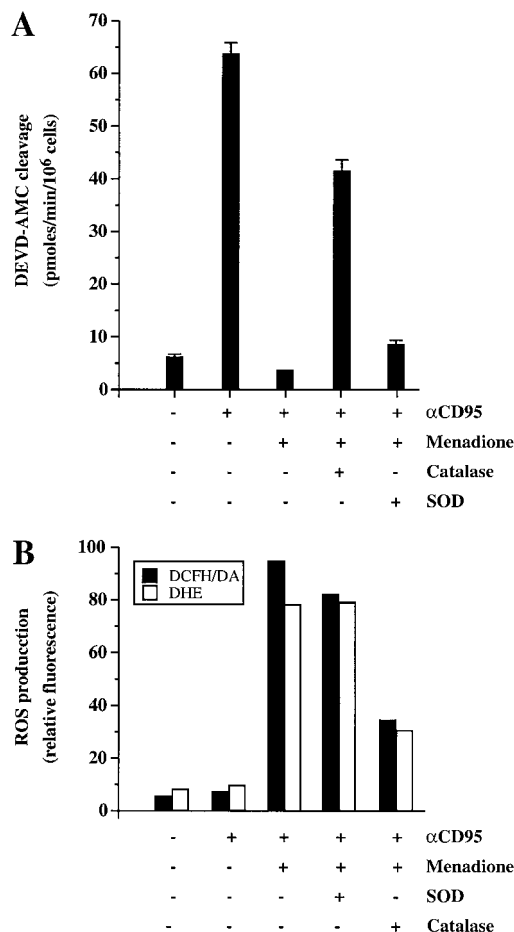 A
DEVD-AMC cleavage
(pmoles/min/10⁶ cells)
70
60
50
40
30
20
10
0
- + + + + αCD95
- - + + + Menadione
- - - + - Catalase
- - - - + SOD
B
ROS producction
(relative fluorescence)
100
80
60
40
20
0
DCFH/DA
DHE
- + + + + αCD95
- - + + + Menadione
- - - + - SOD
- - - - + Catalase